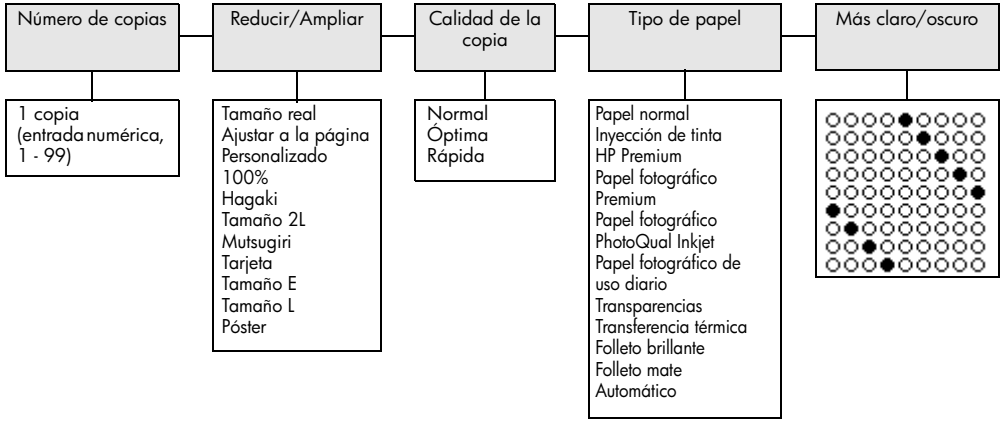 Número de copias
1 copia
(entrada numérica,
1 - 99)
Reducir/Ampliar
Tamaño real
Ajustar a la página
Personalizado
100%
Hagaki
Tamaño 2L
Mutsugiri
Tarjeta
Tamaño E
Tamaño L
Póster
Calidad de la
copia
Normal
Óptima
Rápida
Tipo de papel
Papel normal
Inyección de tinta
HP Premium
Papel fotográfico
Premium
Papel fotográfico
PhotoQual Inkjet
Papel fotográfico de
uso diario
Transparencias
Transferencia térmica
Folleto brillante
Folleto mate
Automático
Más claro/oscuro